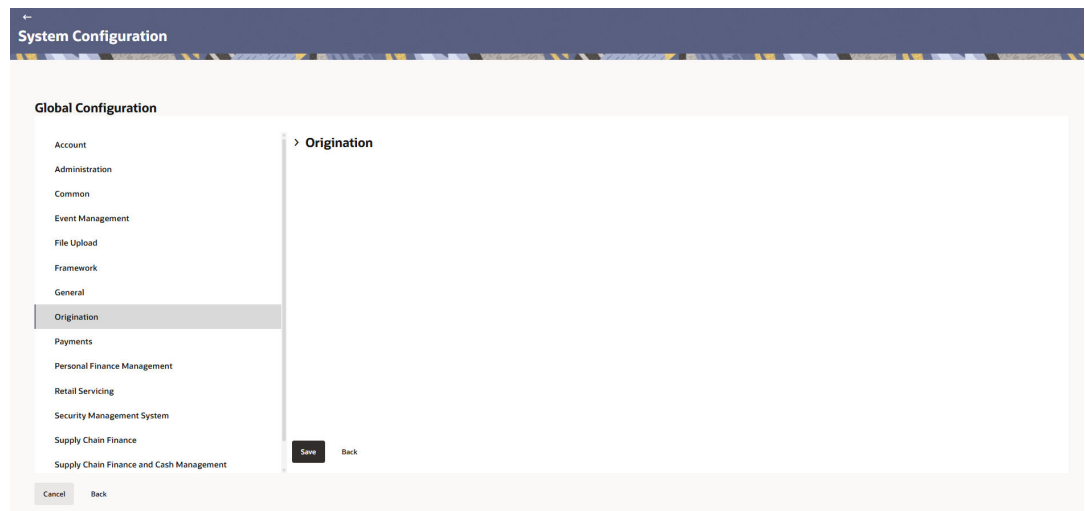 ←
System Configuration
Global Configuration
Account
Administration
Common
Event Management
File Upload
Framework
General
Origination
Payments
Personal Finance Management
Retail Servicing
Security Management System
Supply Chain Finance
Supply Chain Finance and Cash Management
> Origination
Save Back
Cancel Back